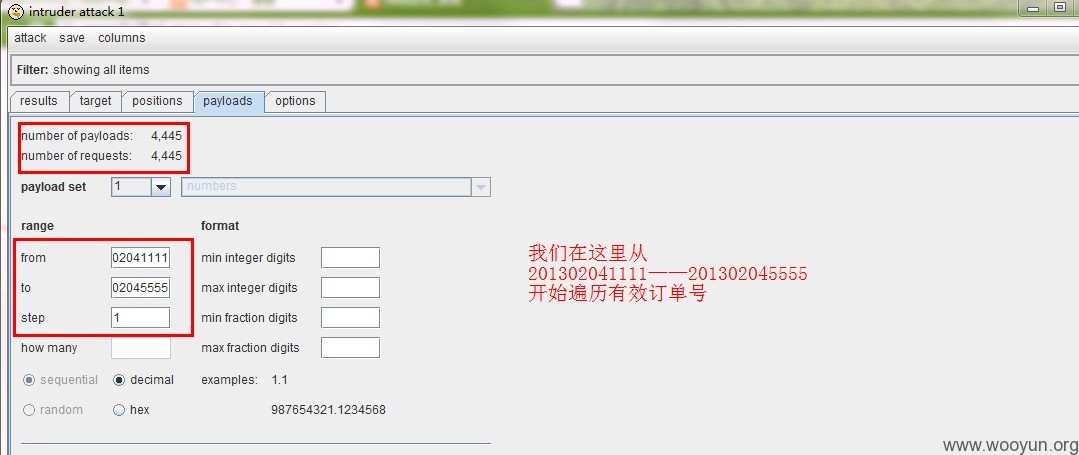 intruder attack 1
attack save columns
Filter: showing all items
results target positions payloads options
number of payloads: 4,445
number of requests: 4,445
payload set 1 numbers
range format
from 02041111 min integer digits
to 02045555 max integer digits
step 1 min fraction digits
how many max fraction digits
sequential decimal examples: 1.1
random hex 987654321.1234568
我们在这里从
201302041111——201302045555
开始遍历有效订单号
www.wooyun.org